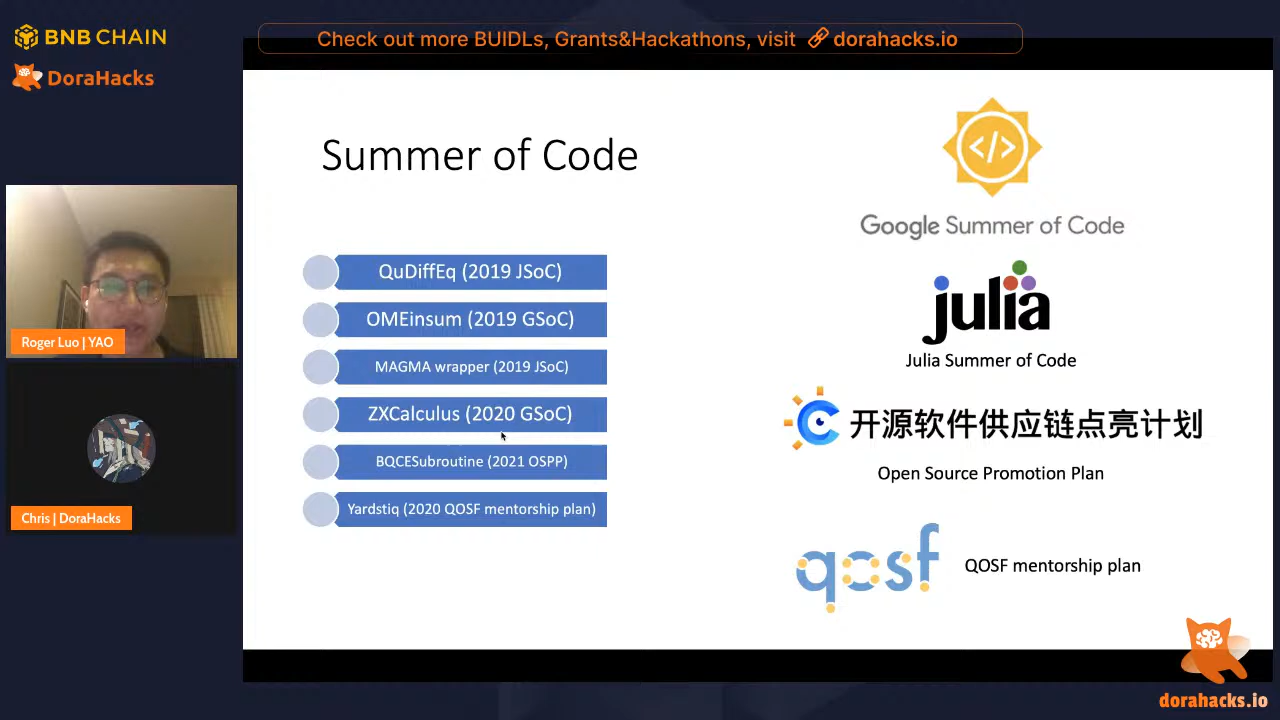 BNB CHAIN
DoraHacks
Check out more BUIDLs, Grants&Hackathons, visit dorahacks.io
Summer of Code
QuDiffEq (2019 JSoC)
OMEinsum (2019 GSoC)
MAGMA wrapper (2019 JSoC)
ZXCalculus (2020 GSoC)
BQCESubroutine (2021 OSPP)
Yardstiq (2020 QOSF mentorship plan)
</>
Google Summer of Code
julia
Julia Summer of Code
开源软件供应链点亮计划
Open Source Promotion Plan
qosf
QOSF mentorship plan
Roger Luo | YAO
Chris | DoraHacks
dorahacks.io